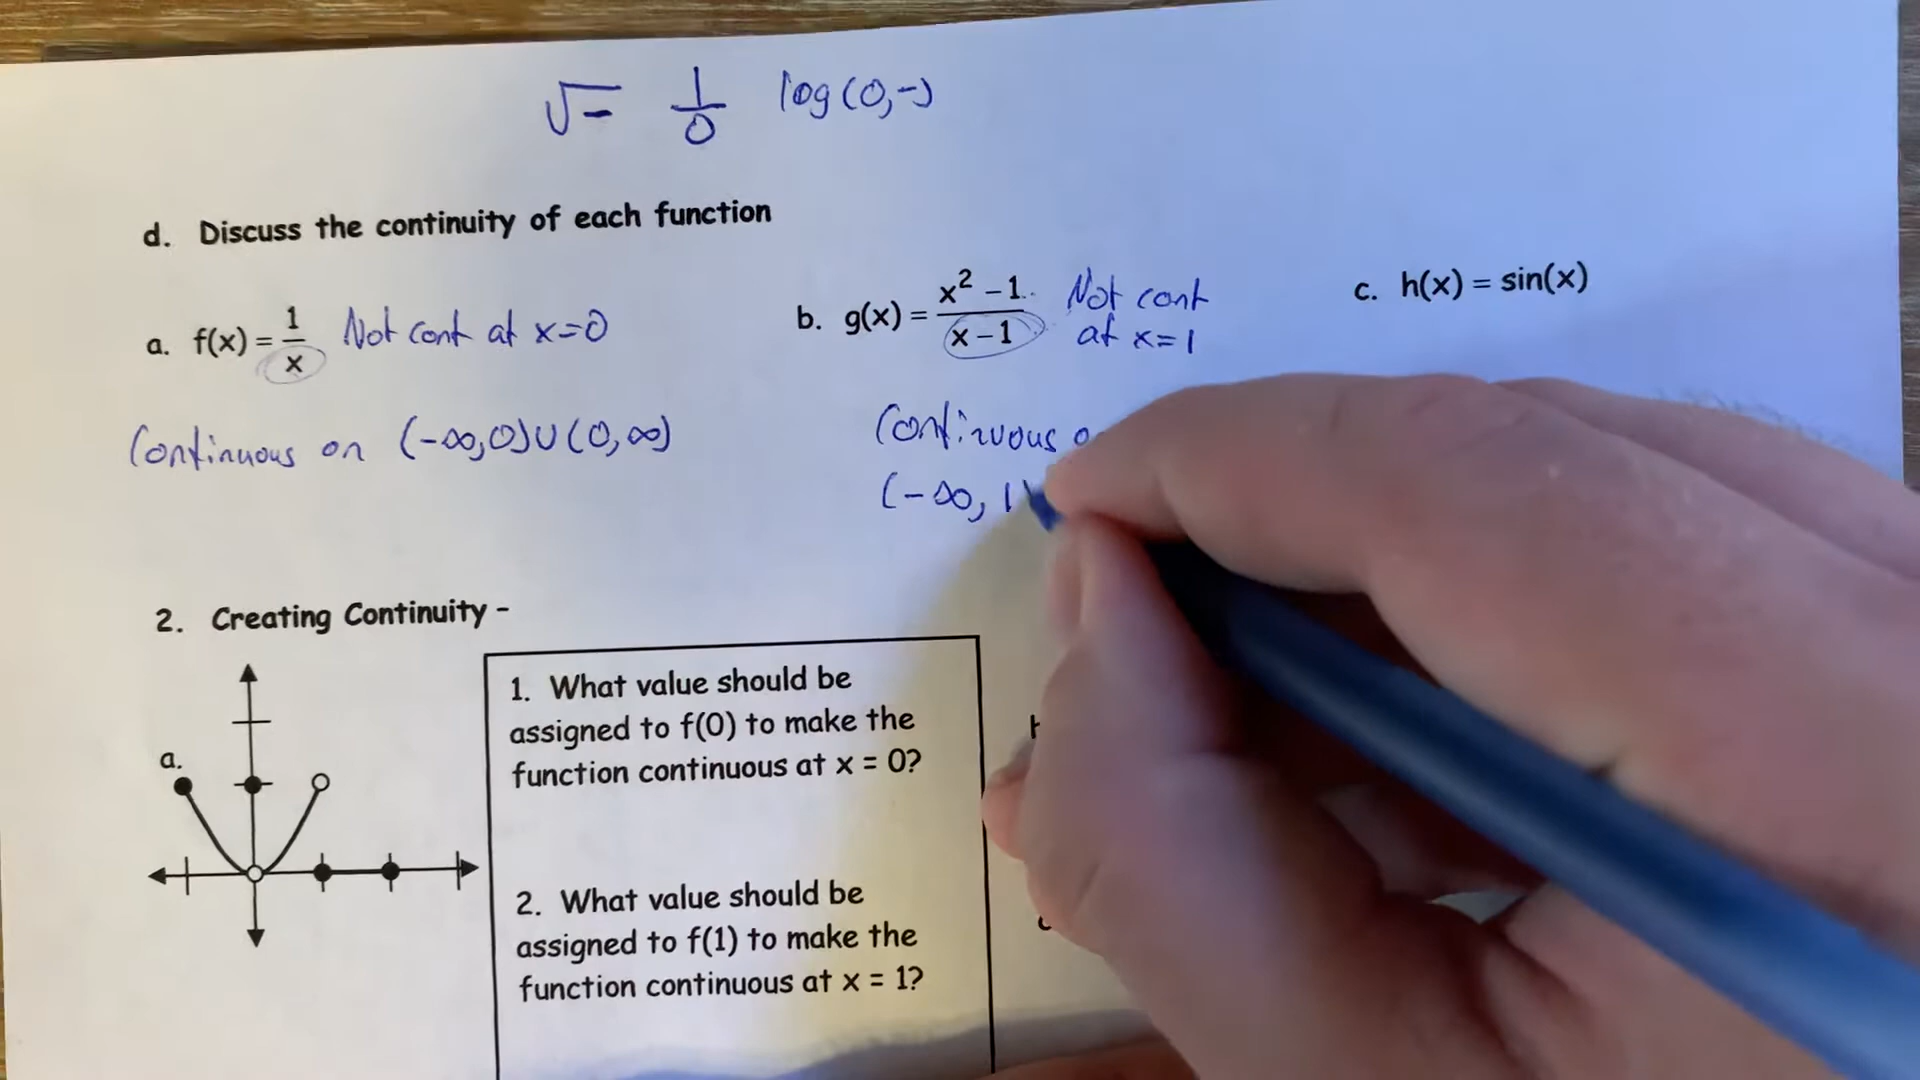 √- 1/0 log(0,-)
d. Discuss the continuity of each function
a. f(x) = 1/x Not cont at x=0
b. g(x) = (x² - 1)/(x - 1) Not cont
at x=1
c. h(x) = sin(x)
Continuous on (-∞,0)∪(0,∞)
Continuous
(-∞, 1)
2. Creating Continuity -
a.
1. What value should be
assigned to f(0) to make the
function continuous at x = 0?
2. What value should be
assigned to f(1) to make the
function continuous at x = 1?